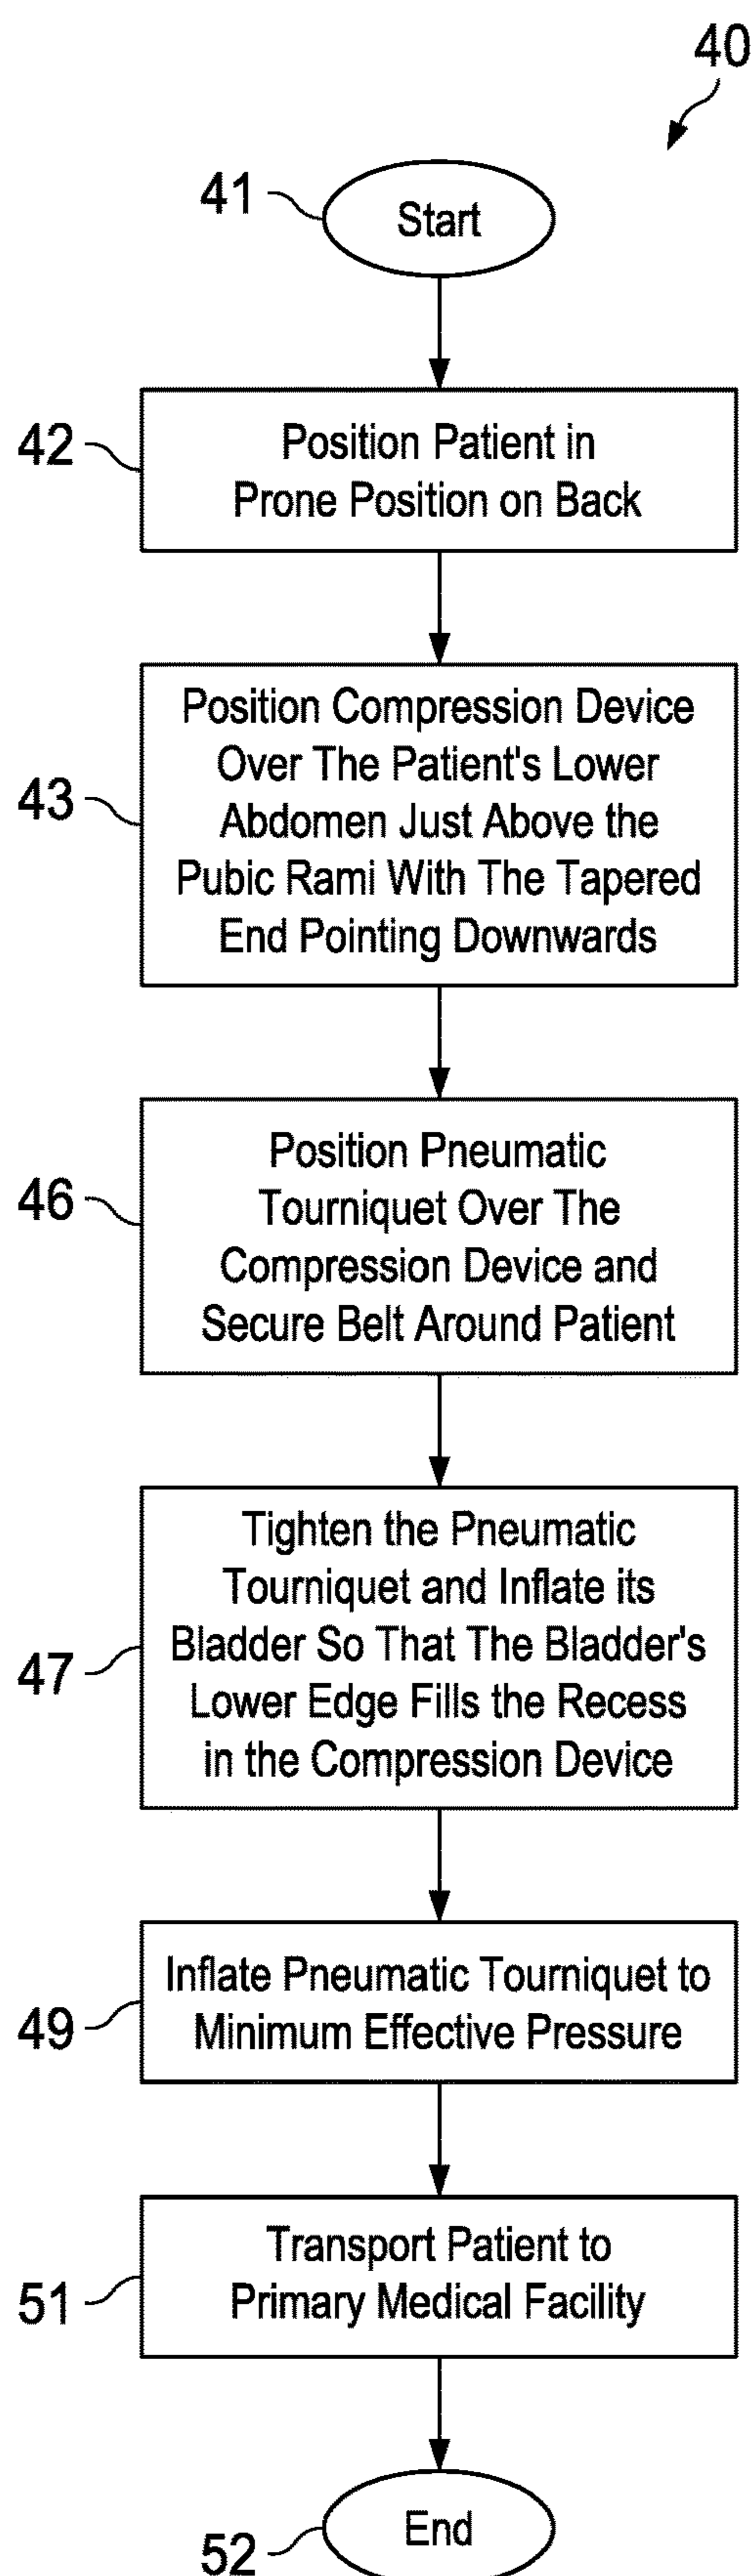 40
41
Start
42
Position Patient in
Prone Position on Back
43
Position Compression Device
Over The Patient's Lower
Abdomen Just Above the
Pubic Rami With The Tapered
End Pointing Downwards
46
Position Pneumatic
Tourniquet Over The
Compression Device and
Secure Belt Around Patient
47
Tighten the Pneumatic
Tourniquet and Inflate its
Bladder So That The Bladder's
Lower Edge Fills the Recess
in the Compression Device
49
Inflate Pneumatic Tourniquet to
Minimum Effective Pressure
51
Transport Patient to
Primary Medical Facility
52
End